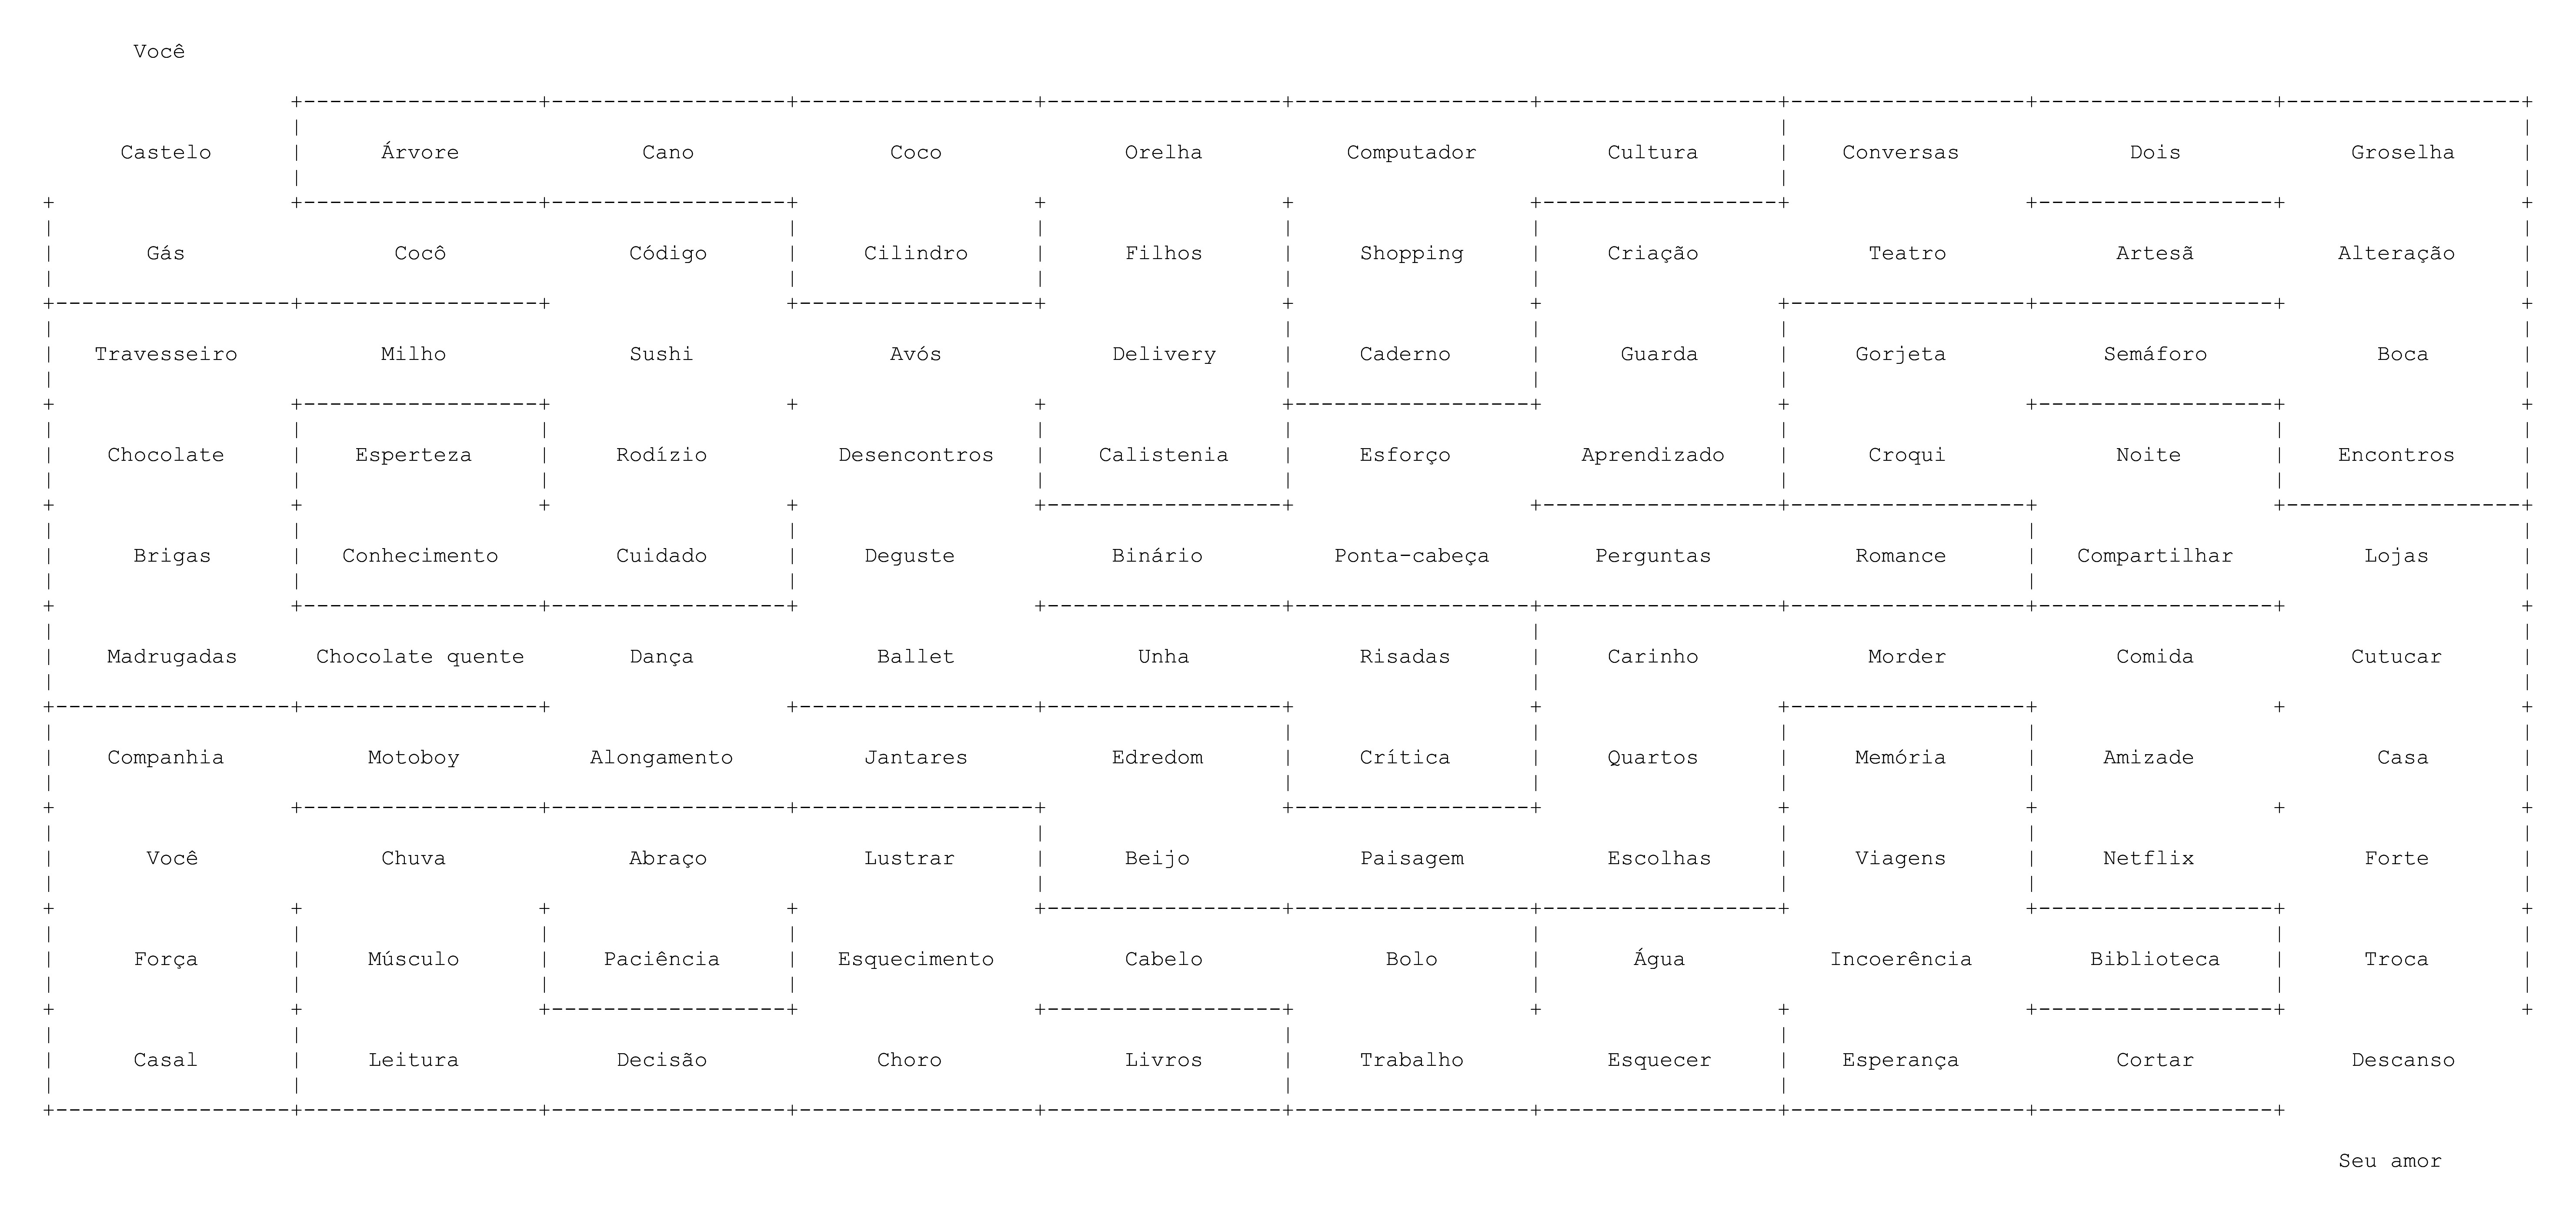 Você
Castelo Árvore Cano Coco Orelha Computador Cultura Conversas Dois Groselha
Gás Cocô Código Cilindro Filhos Shopping Criação Teatro Artesã Alteração
Travesseiro Milho Sushi Avós Delivery Caderno Guarda Gorjeta Semáforo Boca
Chocolate Esperteza Rodízio Desencontros Calistenia Esforço Aprendizado Croqui Noite Encontros
Brigas Conhecimento Cuidado Deguste Binário Ponta-cabeça Perguntas Romance Compartilhar Lojas
Madrugadas Chocolate quente Dança Ballet Unha Risadas Carinho Morder Comida Cutucar
Companhia Motoboy Alongamento Jantares Edredom Crítica Quartos Memória Amizade Casa
Você Chuva Abraço Lustrar Beijo Paisagem Escolhas Viagens Netflix Forte
Força Músculo Paciência Esquecimento Cabelo Bolo Água Incoerência Biblioteca Troca
Casal Leitura Decisão Choro Livros Trabalho Esquecer Esperança Cortar Descanso
Seu amor